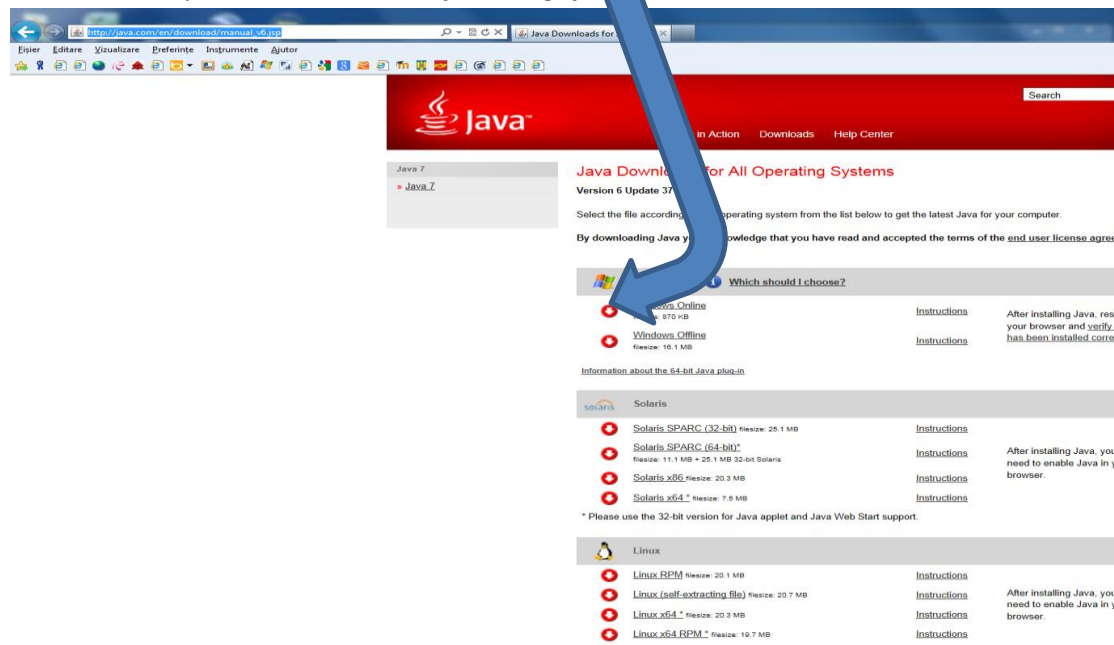 http://java.com/en/download/manual_v6.jsp
Java Downloads for
Fişier Editare Vizualizare Preferinţe Instrumente Ajutor
Search
Java™
in Action Downloads Help Center
Java 7
» Java 7
Java Downloads for All Operating Systems
Version 6 Update 37
Select the file according operating system from the list below to get the latest Java for your computer.
By downloading Java you have read and accepted the terms of the end user license agree
Which should I choose?
Windows Online
870 KB
Instructions
Windows Offline
filesize: 16.1 MB
Instructions
After installing Java, res
your browser and verify
has been installed corre
Information about the 64-bit Java plug-in
solaris Solaris
Solaris SPARC (32-bit) filesize: 25.1 MB Instructions
Solaris SPARC (64-bit)*
filesize: 11.1 MB + 25.1 MB 32-bit Solaris
Instructions
Solaris x86 filesize: 20.3 MB Instructions
Solaris x64 * filesize: 7.5 MB Instructions
After installing Java, you
need to enable Java in y
browser.
* Please use the 32-bit version for Java applet and Java Web Start support.
Linux
Linux RPM filesize: 20.1 MB Instructions
Linux (self-extracting file) filesize: 20.7 MB Instructions
Linux x64 * filesize: 20.3 MB Instructions
Linux x64 RPM * filesize: 19.7 MB Instructions
After installing Java, you
need to enable Java in y
browser.